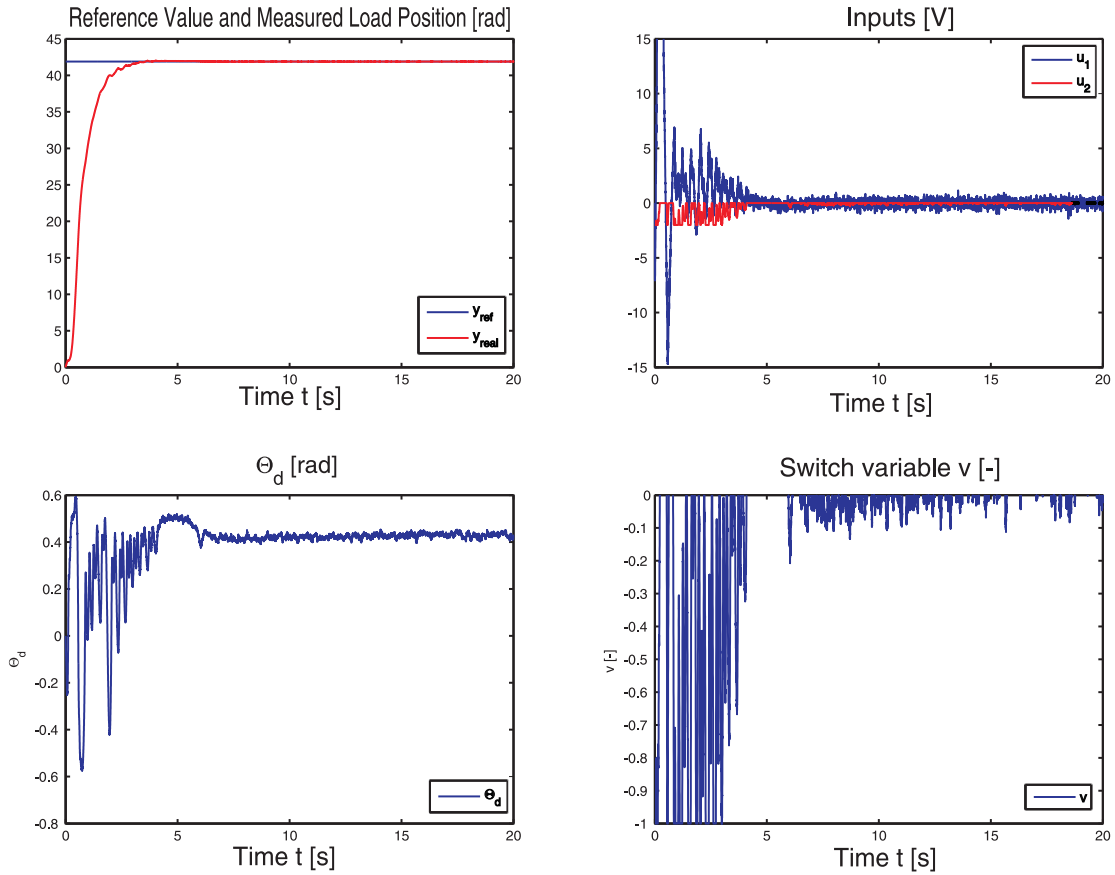 Reference Value and Measured Load Position [rad]
45
40
35
30
25
20
15
10
5
0
y_ref
y_real
0 5 10 15 20
Time t [s]
Inputs [V]
15
10
5
0
-5
-10
-15
u_1
u_2
0 5 10 15 20
Time t [s]
Θ_d [rad]
0.6
0.4
0.2
0
-0.2
-0.4
-0.6
-0.8
Θ_d
Θ_d
0 5 10 15 20
Time t [s]
Switch variable v [-]
0
-0.1
-0.2
-0.3
-0.4
-0.5
-0.6
-0.7
-0.8
-0.9
-1
v [-]
v
0 5 10 15 20
Time t [s]